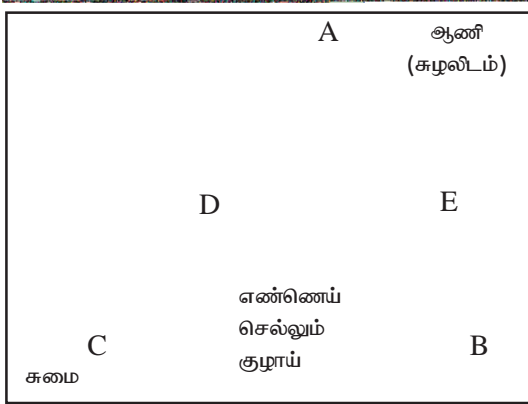 A
ஆணி
(சுழலிடம்)
D
E
எண்ணெய்
செல்லும்
குழாய்
C
B
சுமை